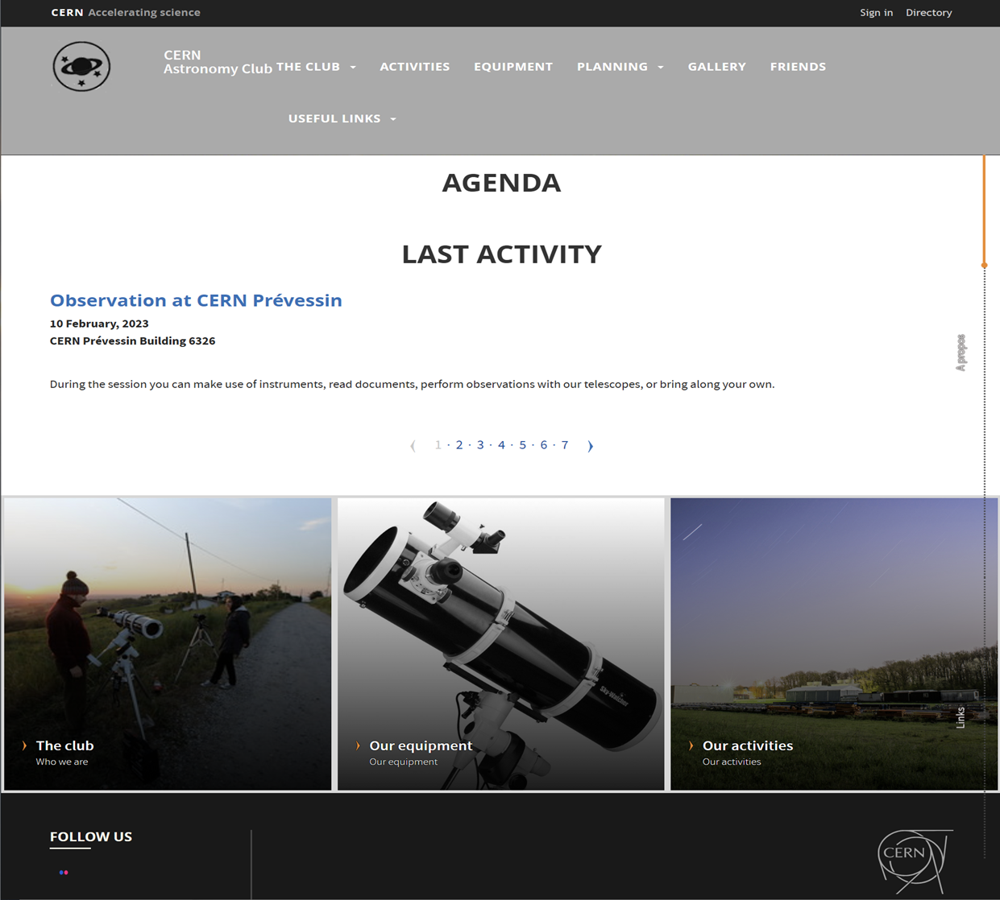 CERN Accelerating science
Sign in Directory
CERN
Astronomy Club
THE CLUB ACTIVITIES EQUIPMENT PLANNING GALLERY FRIENDS
USEFUL LINKS
AGENDA
LAST ACTIVITY
Observation at CERN Prévessin
10 February, 2023
CERN Prévessin Building 6326
A propos
During the session you can make use of instruments, read documents, perform observations with our telescopes, or bring along your own.
1 · 2 · 3 · 4 · 5 · 6 · 7
Sky-Watcher
Links
The club
Who we are
Our equipment
Our equipment
Our activities
Our activities
FOLLOW US
CERN